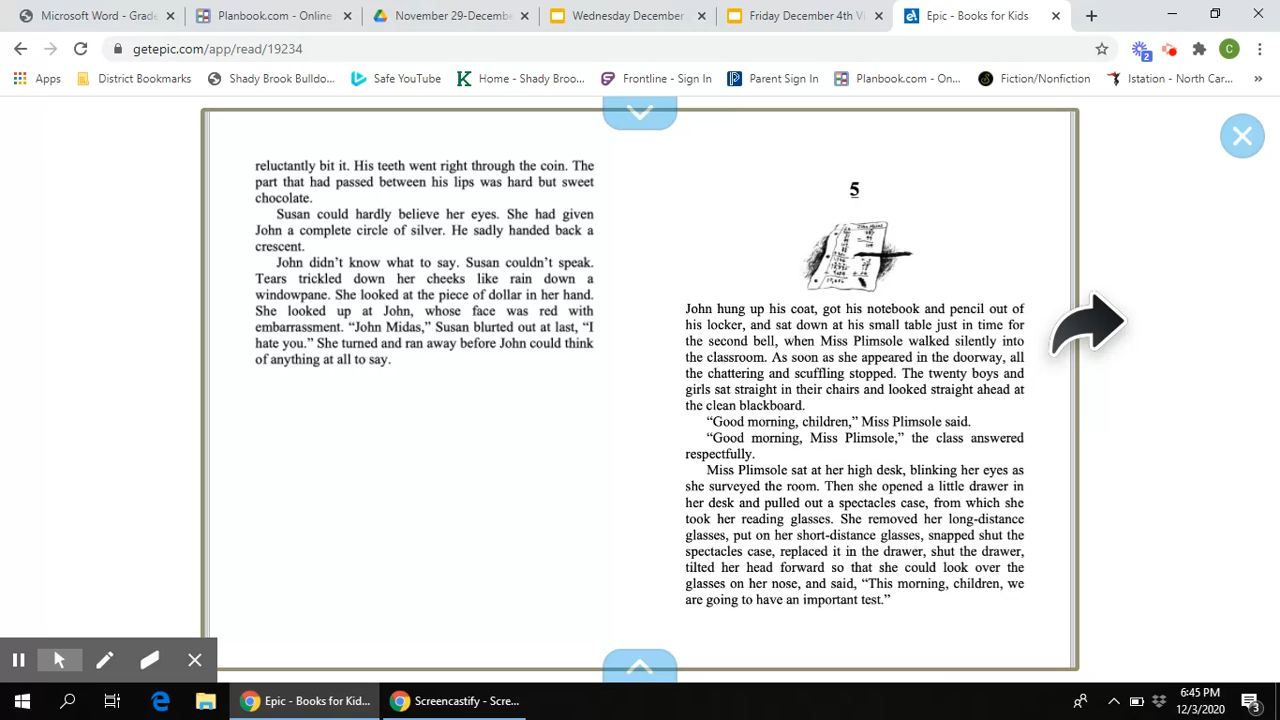 Microsoft Word - Grade
Planbook.com - Online
November 29-Decembe
Wednesday December
Friday December 4th Vi
Epic - Books for Kids
getepic.com/app/read/19234
2
C
Apps
District Bookmarks
Shady Brook Bulldo...
Safe YouTube
Home - Shady Broo...
Frontline - Sign In
Parent Sign In
Planbook.com - On...
Fiction/Nonfiction
Istation - North Car...
»
reluctantly bit it. His teeth went right through the coin. The
part that had passed between his lips was hard but sweet
chocolate.
Susan could hardly believe her eyes. She had given
John a complete circle of silver. He sadly handed back a
crescent.
John didn't know what to say. Susan couldn't speak.
Tears trickled down her cheeks like rain down a
windowpane. She looked at the piece of dollar in her hand.
She looked up at John, whose face was red with
embarrassment. “John Midas,” Susan blurted out at last, “I
hate you.” She turned and ran away before John could think
of anything at all to say.
5
John hung up his coat, got his notebook and pencil out of
his locker, and sat down at his small table just in time for
the second bell, when Miss Plimsole walked silently into
the classroom. As soon as she appeared in the doorway, all
the chattering and scuffling stopped. The twenty boys and
girls sat straight in their chairs and looked straight ahead at
the clean blackboard.
“Good morning, children,” Miss Plimsole said.
“Good morning, Miss Plimsole,” the class answered
respectfully.
Miss Plimsole sat at her high desk, blinking her eyes as
she surveyed the room. Then she opened a little drawer in
her desk and pulled out a spectacles case, from which she
took her reading glasses. She removed her long-distance
glasses, put on her short-distance glasses, snapped shut the
spectacles case, replaced it in the drawer, shut the drawer,
tilted her head forward so that she could look over the
glasses on her nose, and said, “This morning, children, we
are going to have an important test.”
Epic - Books for Kids...
Screencastify - Scre...
6:45 PM
12/3/2020
3